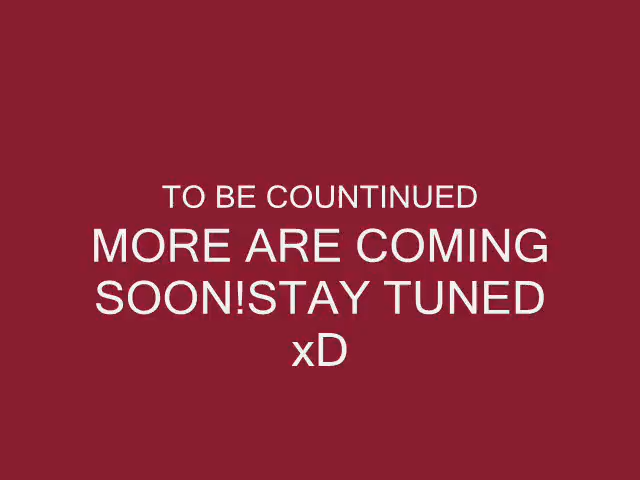 TO BE COUNTINUED
MORE ARE COMING
SOON!STAY TUNED
xD